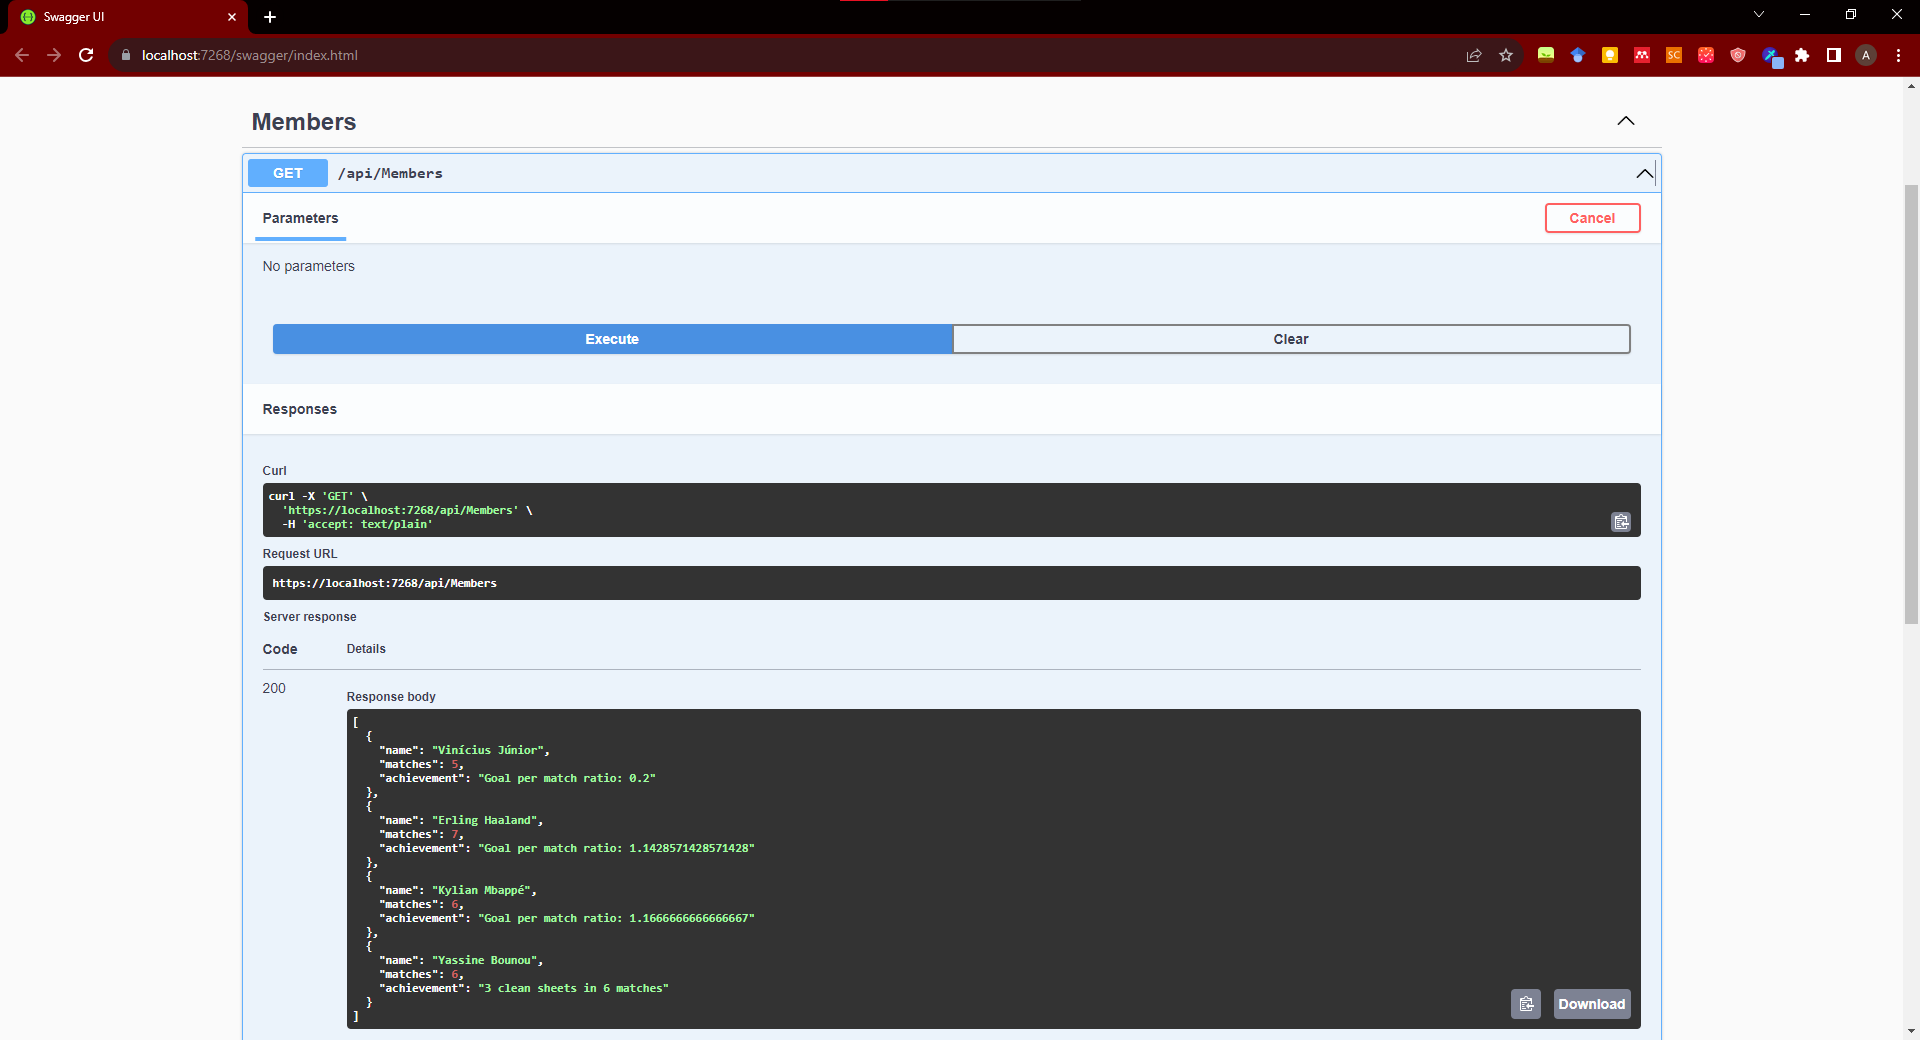 Swagger UI
localhost:7268/swagger/index.html
SC
A
Members
GET /api/Members
Parameters
Cancel
No parameters
Execute
Clear
Responses
Curl
curl -X 'GET' \
'https://localhost:7268/api/Members' \
-H 'accept: text/plain'
Request URL
https://localhost:7268/api/Members
Server response
Code Details
200
Response body
[
{
"name": "Vinícius Júnior",
"matches": 5,
"achievement": "Goal per match ratio: 0.2"
},
{
"name": "Erling Haaland",
"matches": 7,
"achievement": "Goal per match ratio: 1.1428571428571428"
},
{
"name": "Kylian Mbappé",
"matches": 6,
"achievement": "Goal per match ratio: 1.1666666666666667"
},
{
"name": "Yassine Bounou",
"matches": 6,
"achievement": "3 clean sheets in 6 matches"
}
]
Download